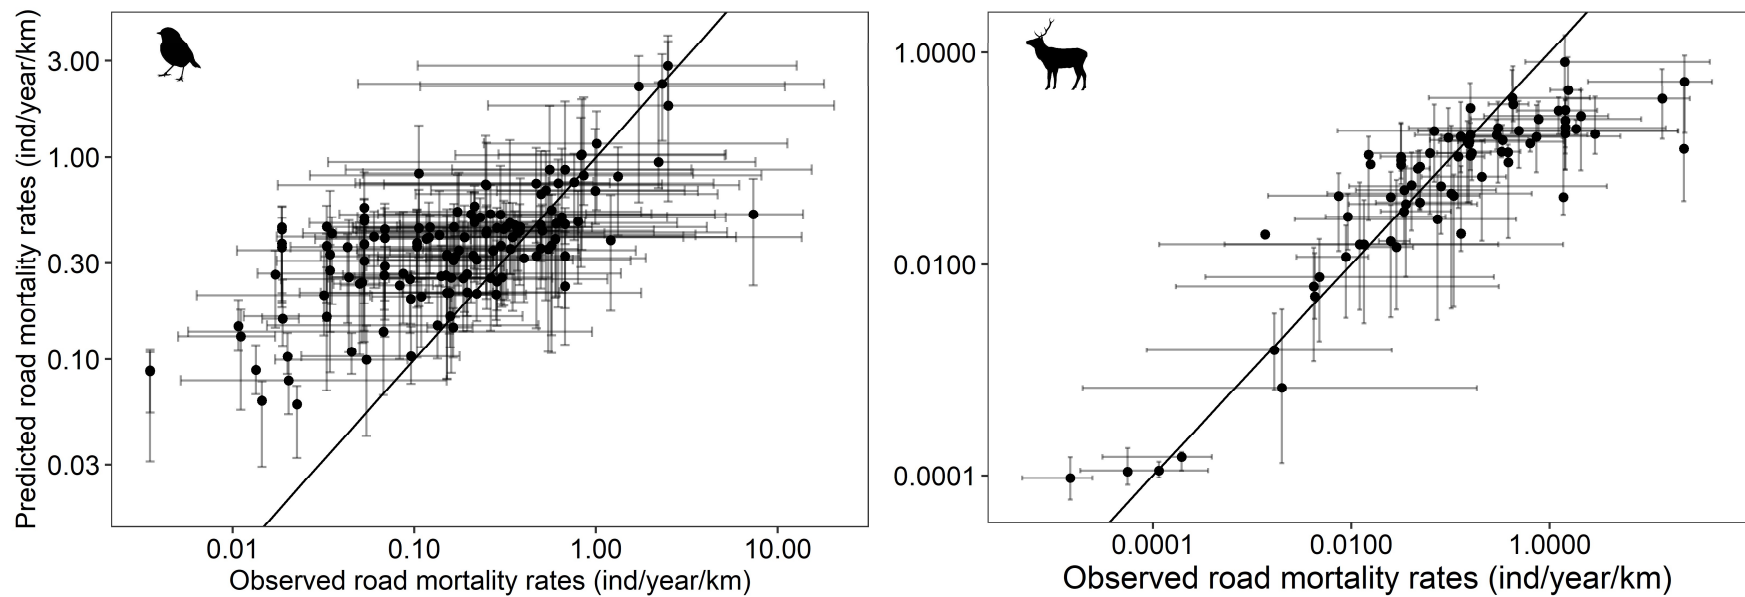 Predicted road mortality rates (ind/year/km)
3.00
1.00
0.30
0.10
0.03
0.01 0.10 1.00 10.00
Observed road mortality rates (ind/year/km)
1.0000
0.0100
0.0001
0.0001 0.0100 1.0000
Observed road mortality rates (ind/year/km)